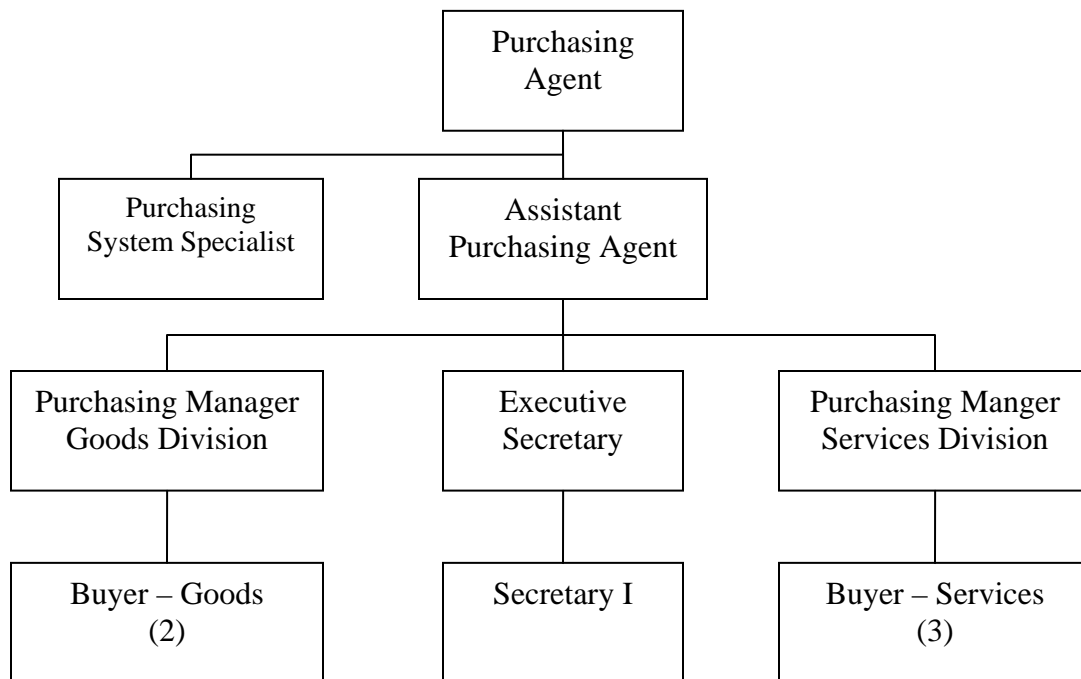 Purchasing
Agent
Purchasing
System Specialist
Assistant
Purchasing Agent
Purchasing Manager
Goods Division
Executive
Secretary
Purchasing Manger
Services Division
Buyer – Goods
(2)
Secretary I
Buyer – Services
(3)